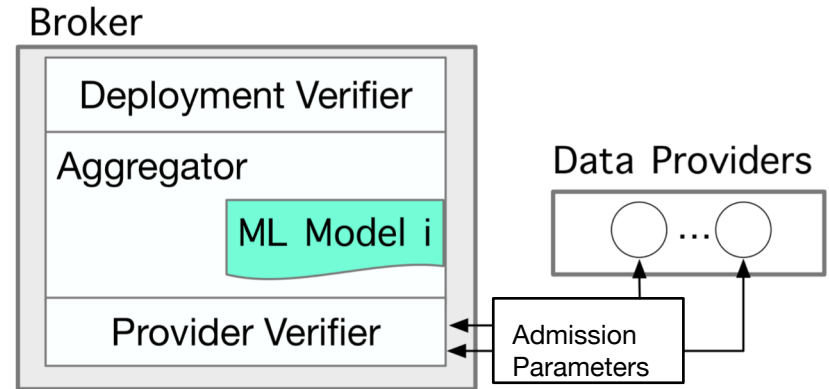 Broker
Deployment Verifier
Aggregator
ML Model i
Provider Verifier
Data Providers
...
Admission
Parameters